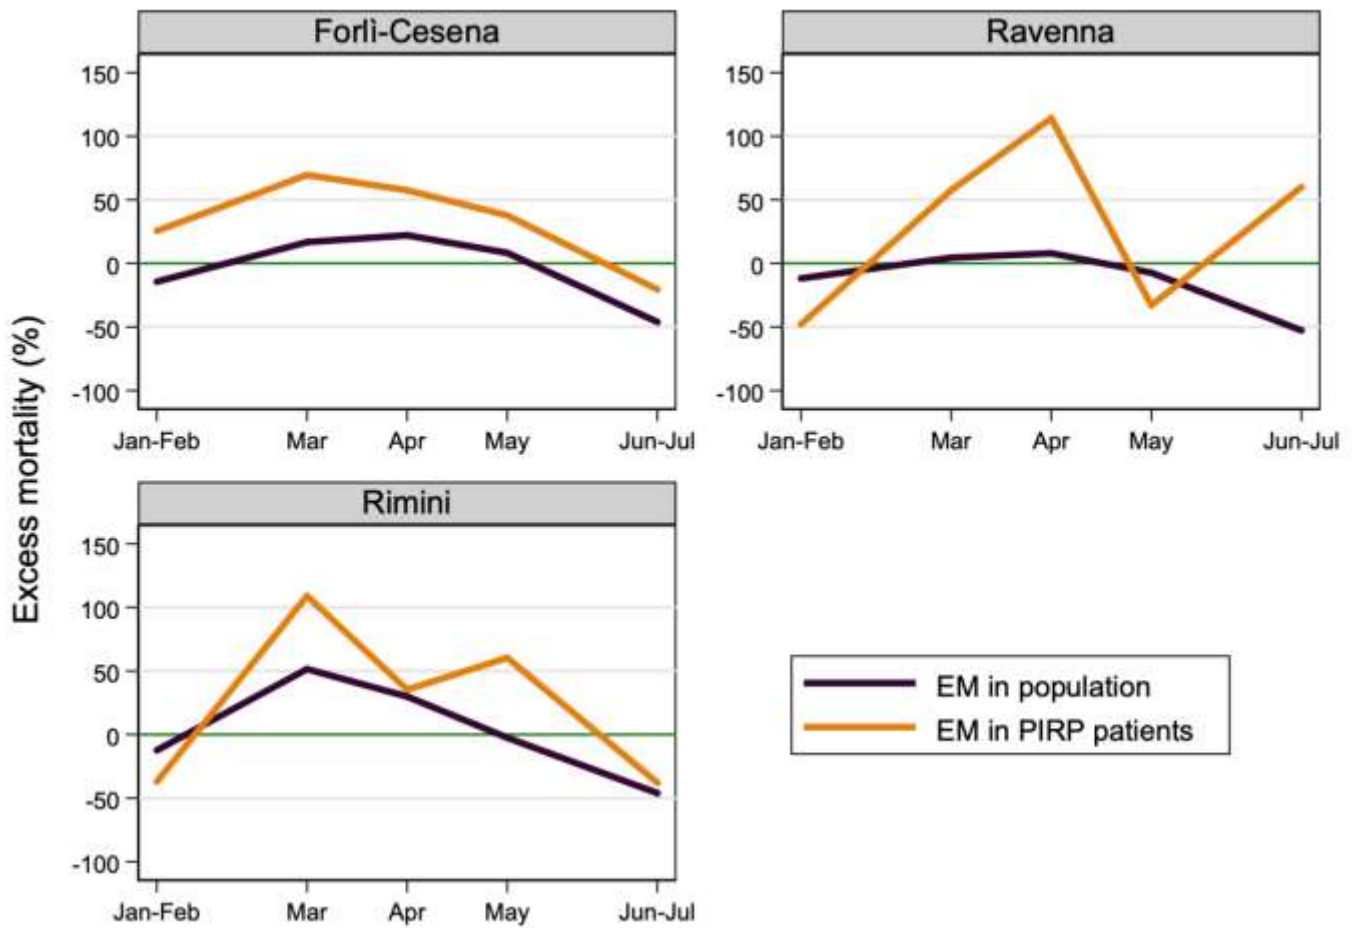 Forlì-Cesena
Ravenna
Excess mortality (%)
150
100
50
0
-50
-100
Jan-Feb Mar Apr May Jun-Jul
150
100
50
0
-50
-100
Jan-Feb Mar Apr May Jun-Jul
Rimini
150
100
50
0
-50
-100
Jan-Feb Mar Apr May Jun-Jul
EM in population
EM in PIRP patients